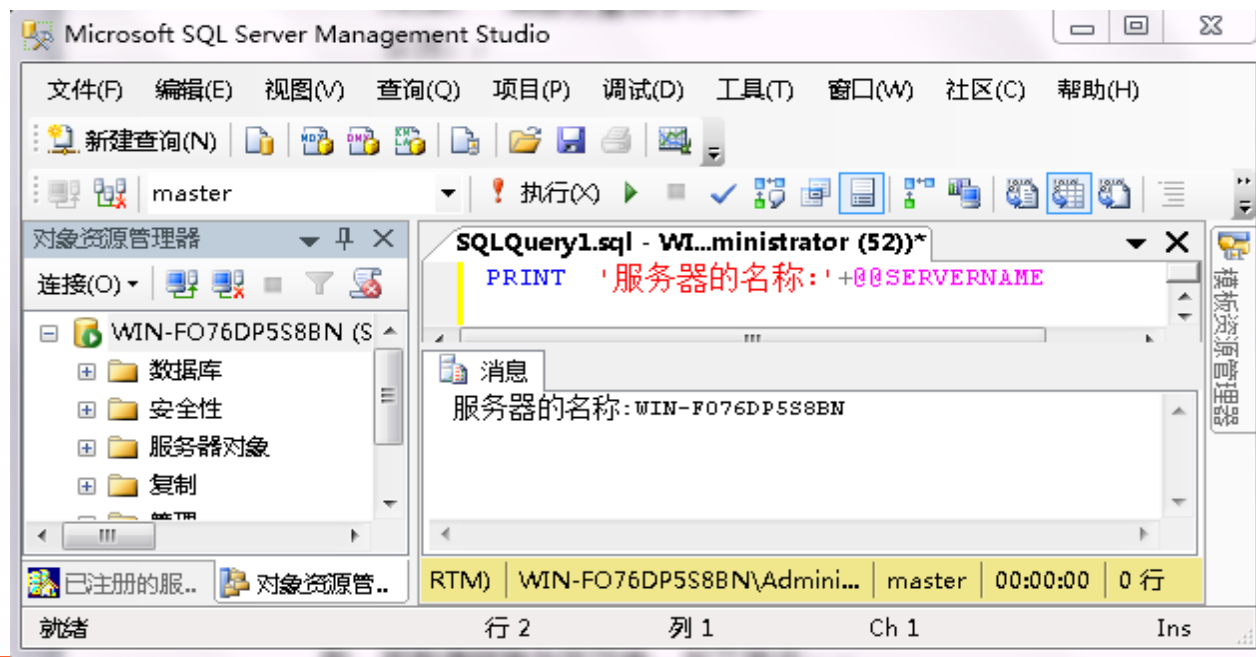 Microsoft SQL Server Management Studio
文件(F) 编辑(E) 视图(V) 查询(Q) 项目(P) 调试(D) 工具(T) 窗口(W) 社区(C) 帮助(H)
新建查询(N)
master 执行(X)
对象资源管理器
连接(O)
WIN-FO76DP5S8BN (S
数据库
安全性
服务器对象
复制
管理
已注册的服.. 对象资源管..
SQLQuery1.sql - WI...ministrator (52))*
PRINT '服务器的名称:'+@@SERVERNAME
消息
服务器的名称:WIN-FO76DP5S8BN
RTM) WIN-FO76DP5S8BN\Admini... master 00:00:00 0 行
模板资源管理器
就绪 行 2 列 1 Ch 1 Ins